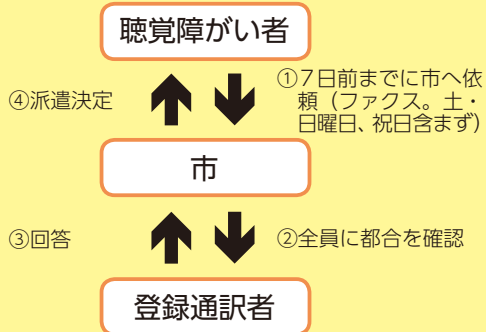 聴覚障がい者
④派遣決定
①7日前までに市へ依
頼（ファクス。土・
日曜日、祝日含まず）
市
③回答
②全員に都合を確認
登録通訳者